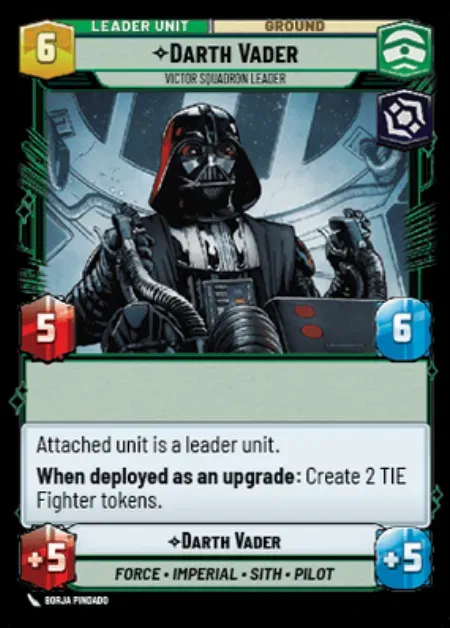 LEADER UNIT
GROUND
6
DARTH VADER
VICTOR SQUADRON LEADER
5
6
Attached unit is a leader unit.
When deployed as an upgrade: Create 2 TIE
Fighter tokens.
+5
DARTH VADER
+5
FORCE • IMPERIAL • SITH • PILOT
BORJA PINDADO